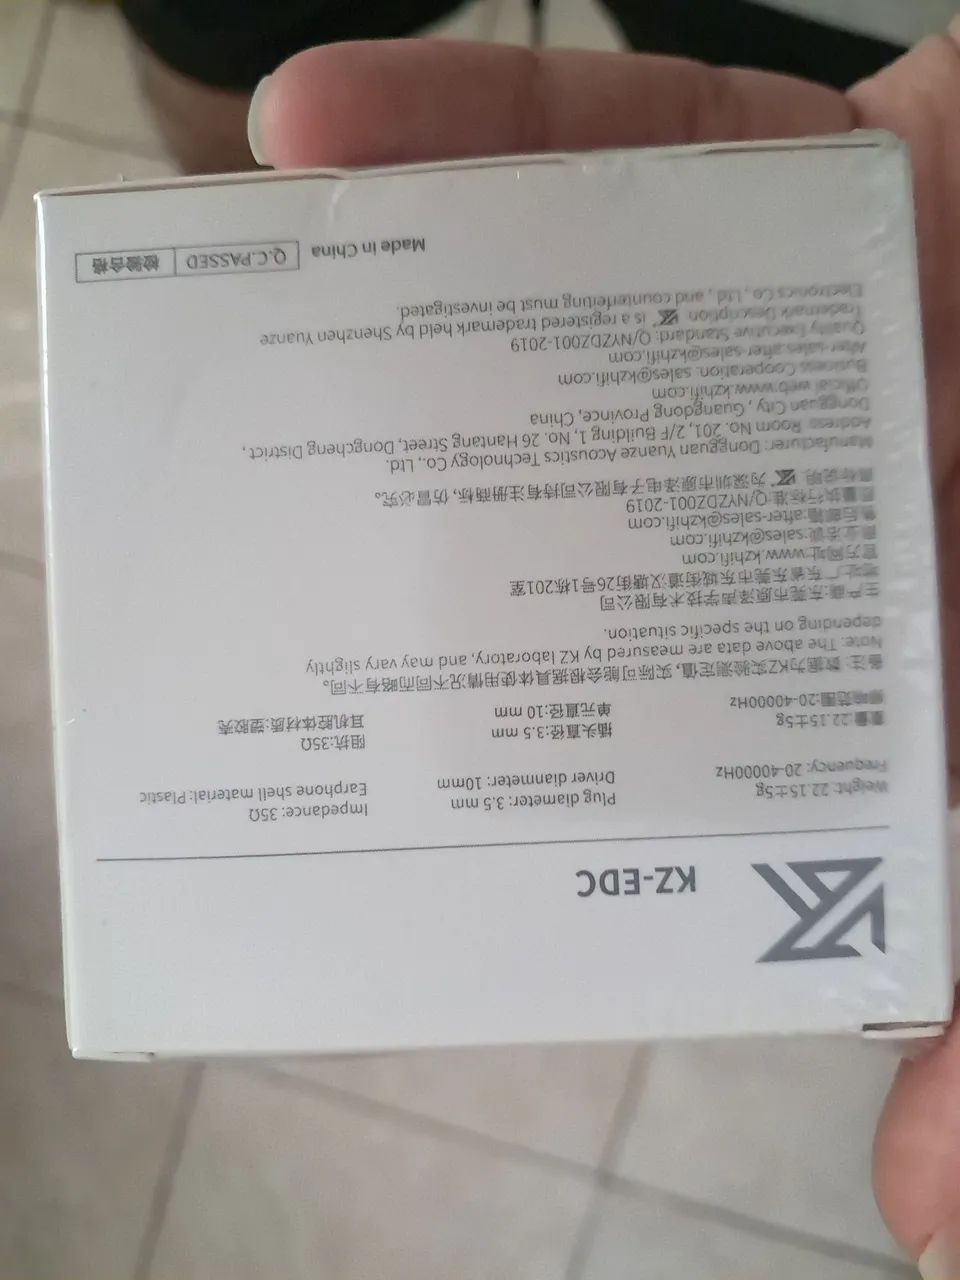 KZ-EDC
Weight: 22.15±5g Plug diameter: 3.5 mm Impedance: 35Ω
Frequency: 20-40000Hz Driver dianmeter: 10mm Earphone shell material: Plastic
重量:22.15±5g 插头直径:3.5 mm 阻抗:35Ω
频响范围:20-40000Hz 单元直径:10 mm 耳机腔体材质:塑胶壳
备注: 数据为KZ实验测定值, 实际可能会根据具体使用情况不同而略有不同。
Note: The above data are measured by KZ laboratory, and may vary slightly
depending on the specific situation.
生产商:东莞市原泽声学技术有限公司
地址:广东省东莞市东城街道汉塘街26号1栋201室
官方网址:www.kzhifi.com
商业洽谈:sales@kzhifi.com
售后邮箱:after-sales@kzhifi.com
质量执行标准:Q/NYZDZ001-2019
商标说明: 为深圳市原泽电子有限公司持有注册商标, 仿冒必究。
Manufacturer: Dongguan Yuanze Acoustics Technology Co., Ltd.
Address: Room No. 201, 2/F Building 1, No. 26 Hantang Street, Dongcheng District ,
Dongguan City , Guangdong Province, China
Official web:www.kzhifi.com
Business Cooperation: sales@kzhifi.com
After-sales:after-sales@kzhifi.com
Quality Executive Standard: Q/NYZDZ001-2019
Trademark Description: is a registered trademark held by Shenzhen Yuanze
Electronics Co., Ltd , and counterfeiting must be investigated.
Made in China Q.C.PASSED 检验合格